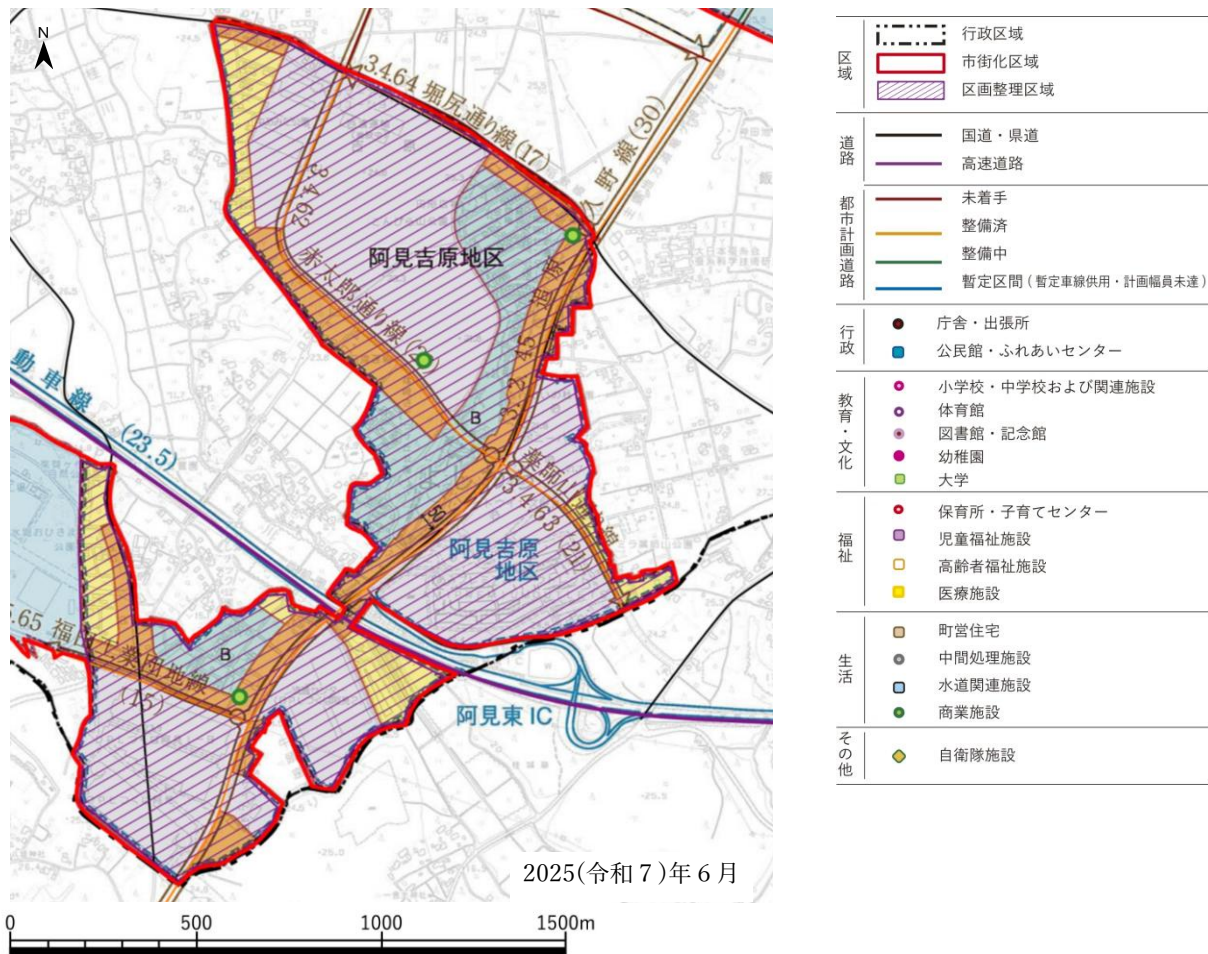 N
3.4.64 堀尻通り線(17)
久野線(30)
3.4.62
赤太郎通り線
阿見吉原地区
3.2.45
B
動車線
(23.5)
薬師山
3.4.63
50
阿見吉原
地区
.65 福田工業団地線
(15)
B
阿見東IC
2025(令和7)年6月
0 500 1000 1500m
区域
行政区域
市街化区域
区画整理区域
道路
国道・県道
高速道路
都市計画道路
未着手
整備済
整備中
暫定区間(暫定車線供用・計画幅員未達)
行政
庁舎・出張所
公民館・ふれあいセンター
教育・文化
小学校・中学校および関連施設
体育館
図書館・記念館
幼稚園
大学
福祉
保育所・子育てセンター
児童福祉施設
高齢者福祉施設
医療施設
生活
町営住宅
中間処理施設
水道関連施設
商業施設
その他
自衛隊施設